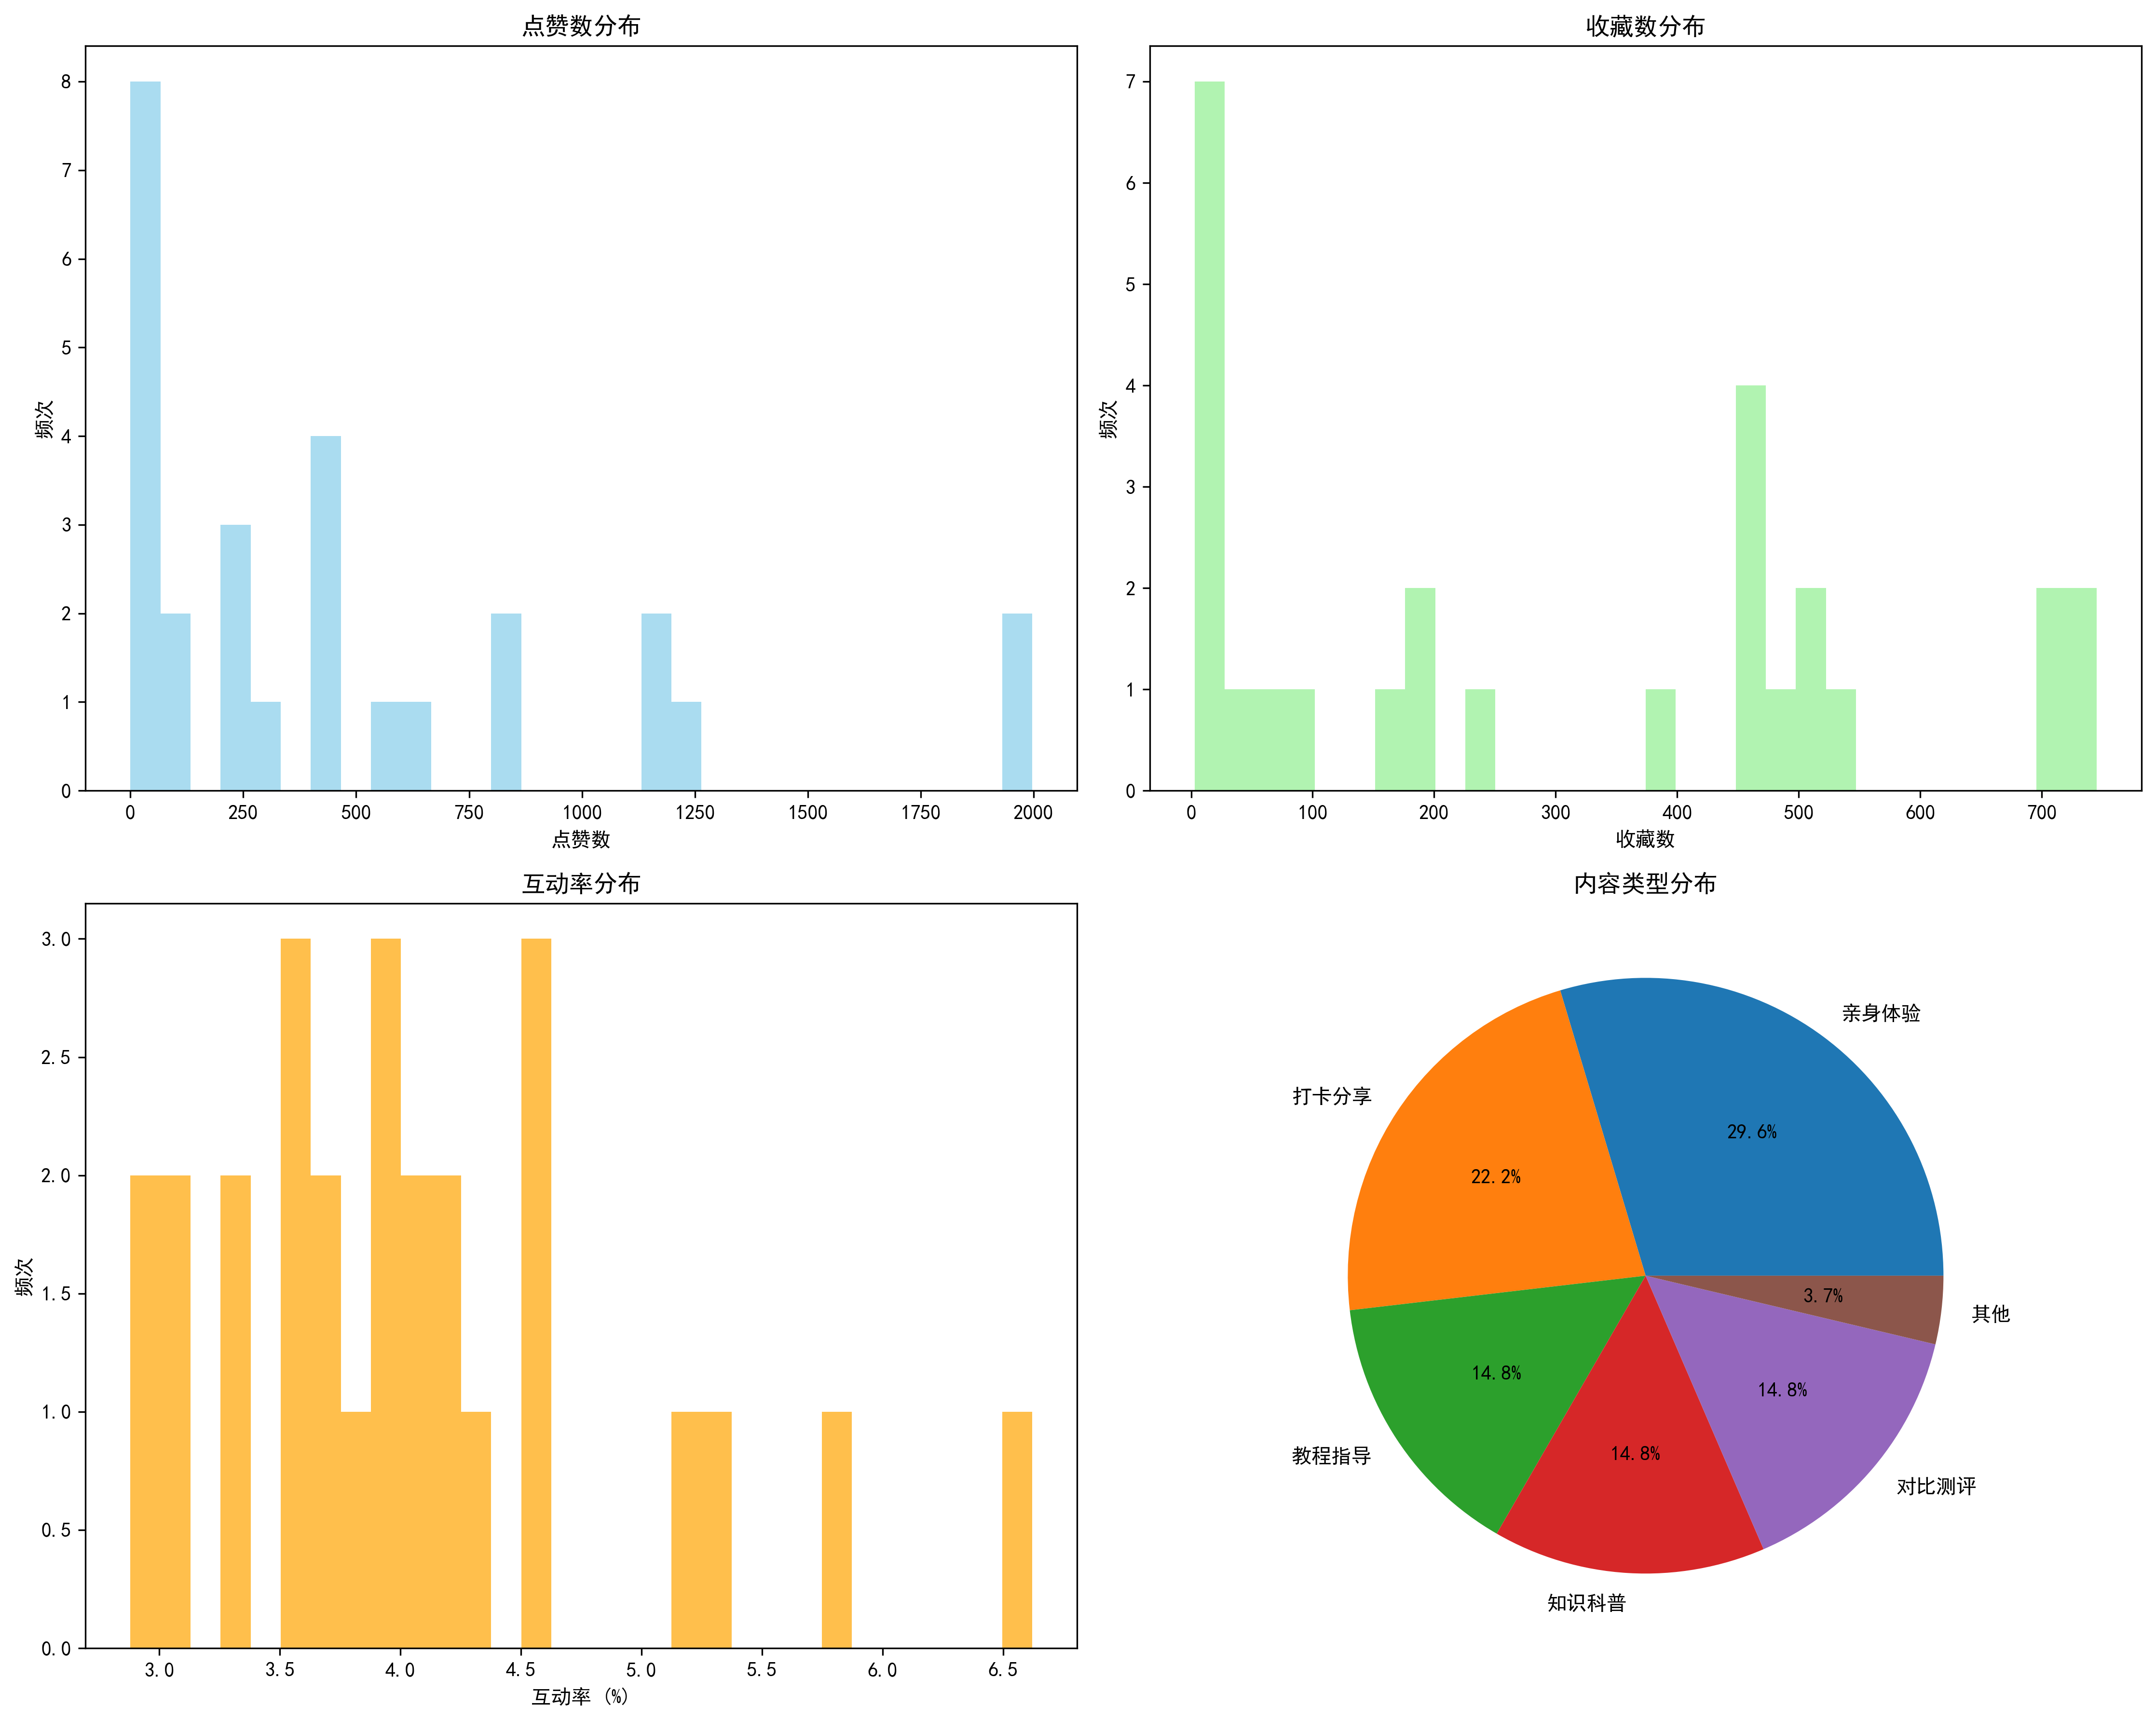 点赞数分布
8
7
6
5
4
3
2
1
0
频次
0 250 500 750 1000 1250 1500 1750 2000
点赞数
收藏数分布
7
6
5
4
3
2
1
0
频次
0 100 200 300 400 500 600 700
收藏数
互动率分布
3.0
2.5
2.0
1.5
1.0
0.5
0.0
频次
3.0 3.5 4.0 4.5 5.0 5.5 6.0 6.5
互动率 (%)
内容类型分布
亲身体验
29.6%
打卡分享
22.2%
教程指导
14.8%
知识科普
14.8%
对比测评
14.8%
其他
3.7%